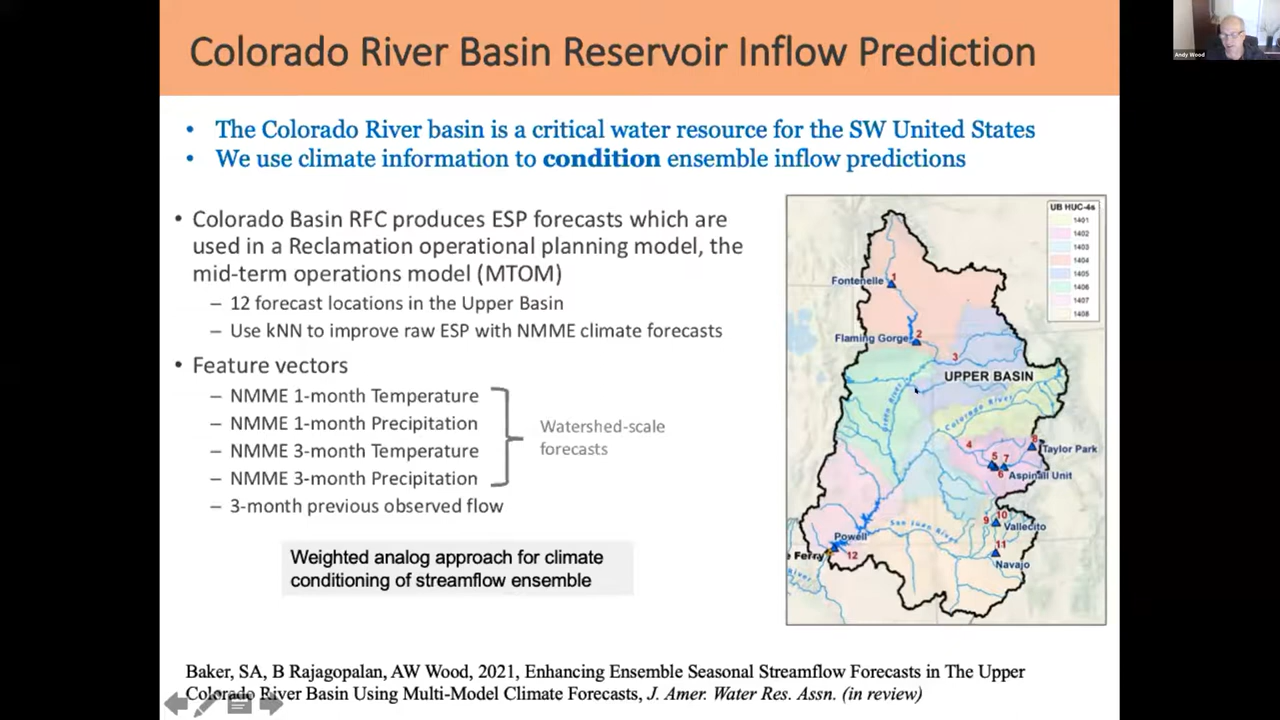 Colorado River Basin Reservoir Inflow Prediction
Andy Wood
• The Colorado River basin is a critical water resource for the SW United States
• We use climate information to condition ensemble inflow predictions
• Colorado Basin RFC produces ESP forecasts which are
used in a Reclamation operational planning model, the
mid-term operations model (MTOM)
– 12 forecast locations in the Upper Basin
– Use kNN to improve raw ESP with NMME climate forecasts
• Feature vectors
– NMME 1-month Temperature
– NMME 1-month Precipitation
– NMME 3-month Temperature
– NMME 3-month Precipitation
– 3-month previous observed flow
Watershed-scale
forecasts
Weighted analog approach for climate
conditioning of streamflow ensemble
UB HUC-4s
1401
1402
1403
1404
1405
1406
1407
1408
1
Fontenelle
2
Flaming Gorge
3
UPPER BASIN
Green River
Colorado River
4
8
Taylor Park
5 7
6 Aspinall Unit
9 10
Vallecito
San Juan River
11
Navajo
Powell
e Ferry
12
River
Baker, SA, B Rajagopalan, AW Wood, 2021, Enhancing Ensemble Seasonal Streamflow Forecasts in The Upper
Colorado River Basin Using Multi-Model Climate Forecasts, J. Amer. Water Res. Assn. (in review)